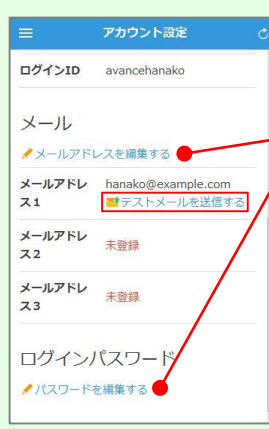 アカウント設定
ログインID avancehanako
メール
メールアドレスを編集する
メールアドレ hanako@example.com
ス1 テストメールを送信する
メールアドレ 未登録
ス2
メールアドレ 未登録
ス3
ログインパスワード
パスワードを編集する